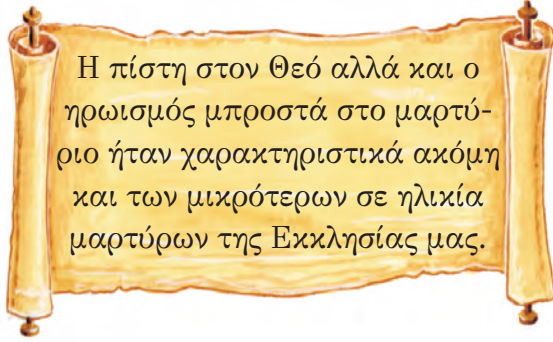 Η πίστη στον Θεό αλλά και ο
ηρωισμός μπροστά στο μαρτύ-
ριο ήταν χαρακτηριστικά ακόμη
και των μικρότερων σε ηλικία
μαρτύρων της Εκκλησίας μας.